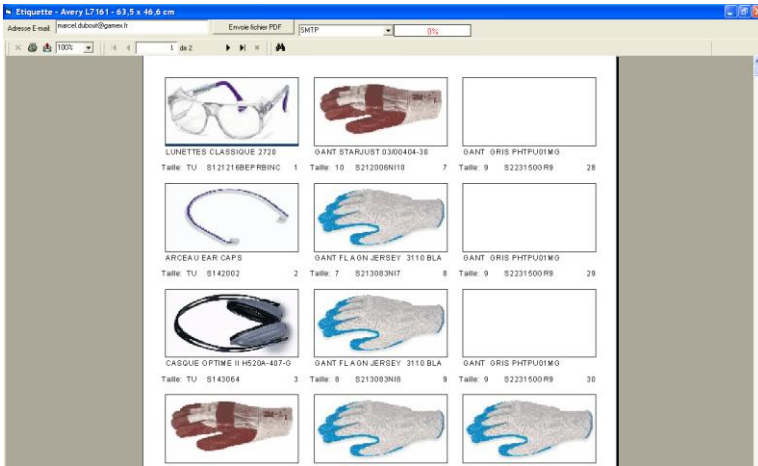 Etiquette - Avery L7161 - 63,5 x 46,6 cm
Adresse E-mail marcel.dubout@gamex.fr Envoie fichier PDF SMTP 0%
100% 1 de 2
LUNETTES CLASSIQUE 2720 GANT STARJUST 03/00404-30 GANT GRIS PHTPU01MG
Taille: TU S121216BEPRBINC 1 Taille: 10 S212006NI10 7 Taille: 9 S2231500R9 28
ARCEAU EAR CAPS GANT FLAGN JERSEY 3110 BLA GANT GRIS PHTPU01MG
Taille: TU S142002 2 Taille: 7 S213083NI7 8 Taille: 9 S2231500R9 29
CASQUE OPTIME II H520A-407-G GANT FLAGN JERSEY 3110 BLA GANT GRIS PHTPU01MG
Taille: TU S143064 3 Taille: 8 S213083NI8 9 Taille: 9 S2231500R9 30